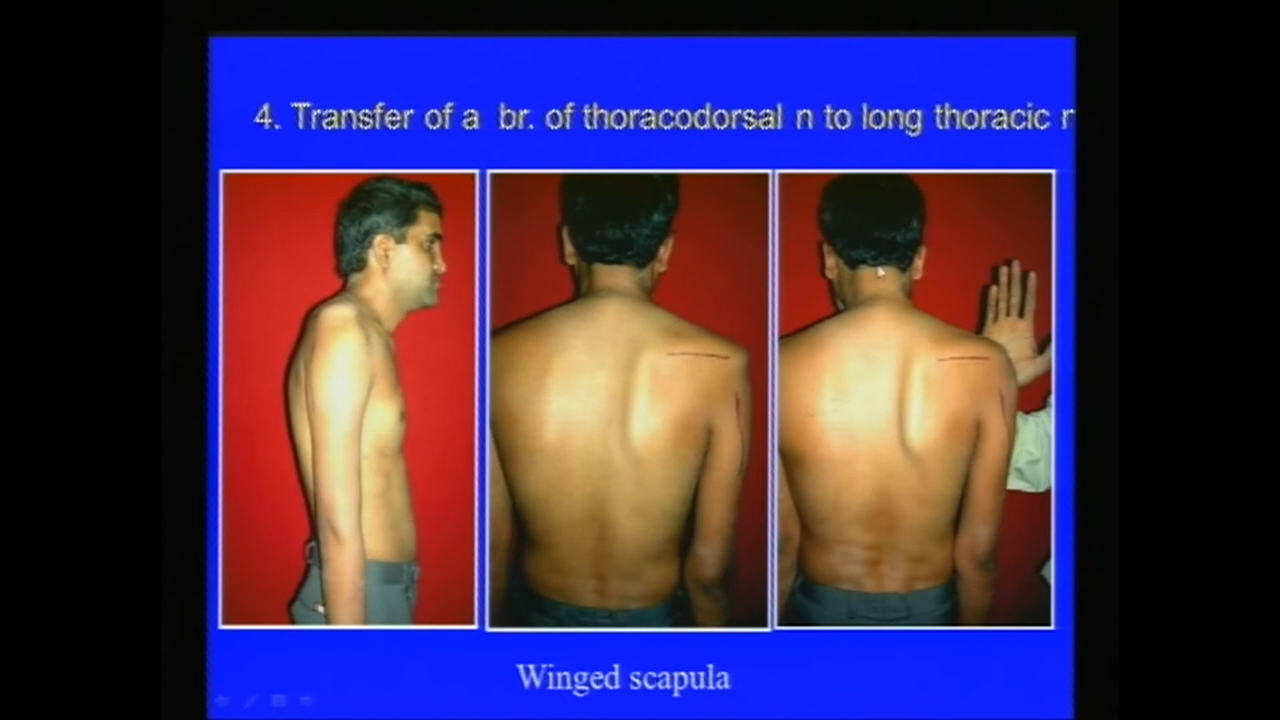 4. Transfer of a br. of thoracodorsal n to long thoracic
Winged scapula